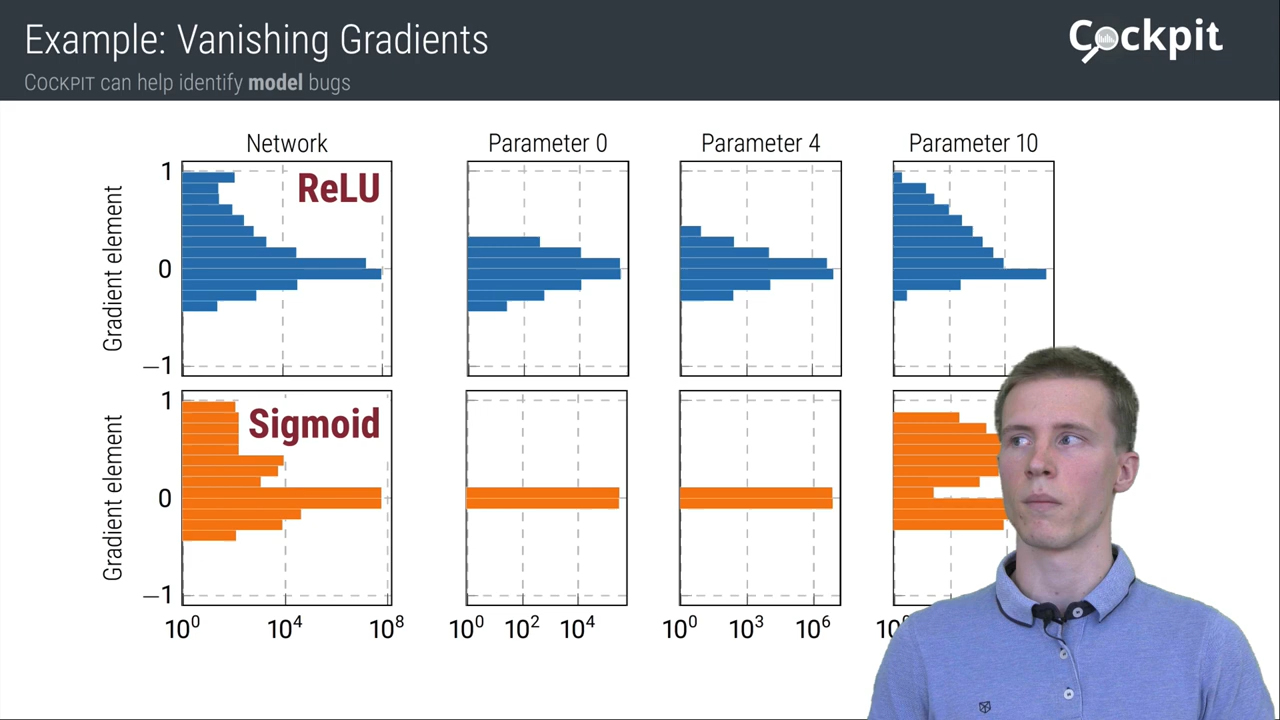 Example: Vanishing Gradients
COCKPIT can help identify model bugs
Cockpit
Network
Parameter 0
Parameter 4
Parameter 10
Gradient element
1
0
−1
ReLU
Gradient element
1
0
−1
Sigmoid
10⁰ 10⁴ 10⁸
10⁰ 10² 10⁴
10⁰ 10³ 10⁶